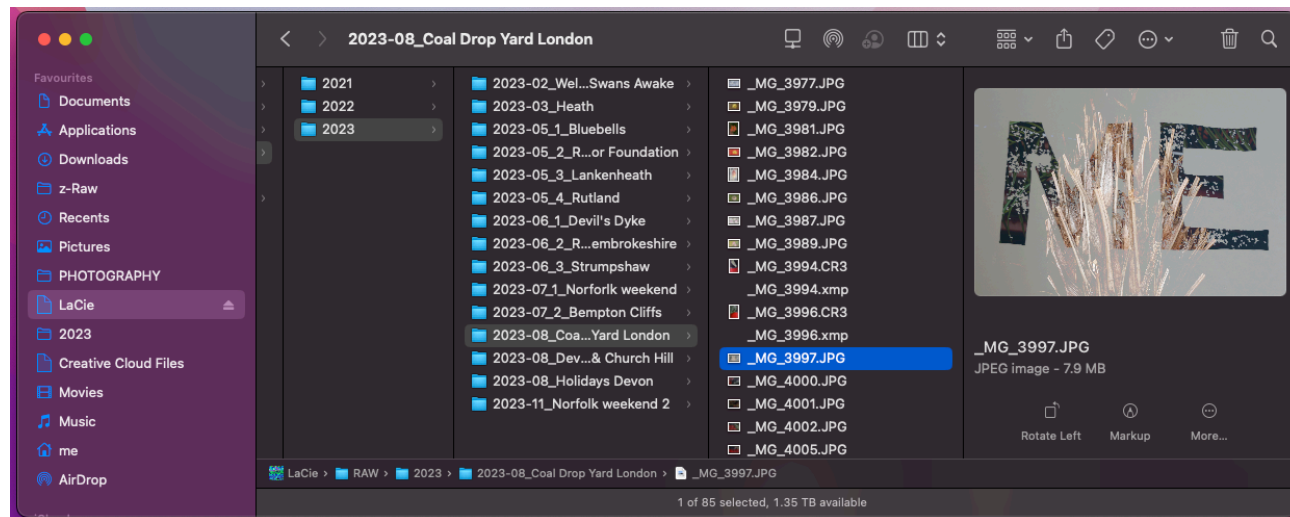 2023-08_Coal Drop Yard London
Favourites
Documents
Applications
Downloads
z-Raw
Recents
Pictures
PHOTOGRAPHY
LaCie
2023
Creative Cloud Files
Movies
Music
me
AirDrop
2021
2022
2023
2023-02_Wel...Swans Awake
2023-03_Heath
2023-05_1_Bluebells
2023-05_2_R...or Foundation
2023-05_3_Lankenheath
2023-05_4_Rutland
2023-06_1_Devil's Dyke
2023-06_2_R...embrokeshire
2023-06_3_Strumpshaw
2023-07_1_Norforlk weekend
2023-07_2_Bempton Cliffs
2023-08_Coa...Yard London
2023-08_Dev...& Church Hill
2023-08_Holidays Devon
2023-11_Norfolk weekend 2
_MG_3977.JPG
_MG_3979.JPG
_MG_3981.JPG
_MG_3982.JPG
_MG_3984.JPG
_MG_3986.JPG
_MG_3987.JPG
_MG_3989.JPG
_MG_3994.CR3
_MG_3994.xmp
_MG_3996.CR3
_MG_3996.xmp
_MG_3997.JPG
_MG_4000.JPG
_MG_4001.JPG
_MG_4002.JPG
_MG_4005.JPG
ME
_MG_3997.JPG
JPEG image - 7.9 MB
Rotate Left
Markup
More...
LaCie › RAW › 2023 › 2023-08_Coal Drop Yard London › _MG_3997.JPG
1 of 85 selected, 1.35 TB available